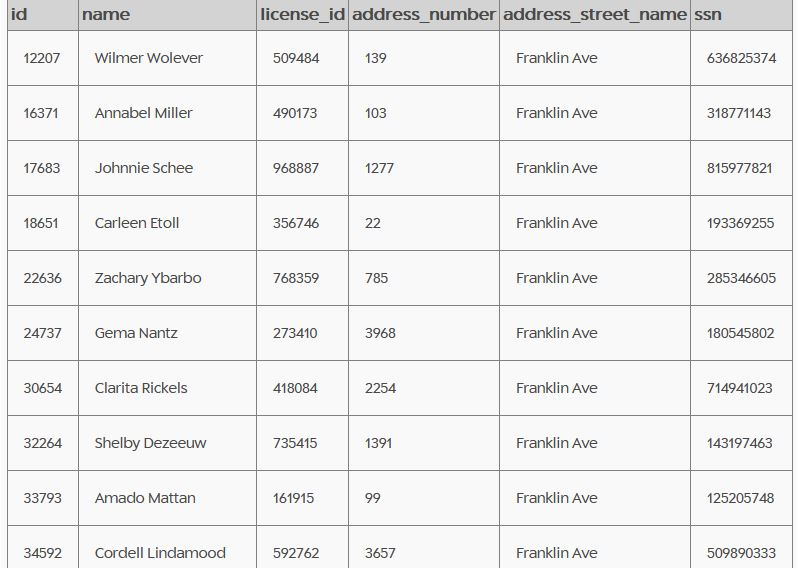 id name license_id address_number address_street_name ssn
12207 Wilmer Wolever 509484 139 Franklin Ave 636825374
16371 Annabel Miller 490173 103 Franklin Ave 318771143
17683 Johnnie Schee 968887 1277 Franklin Ave 815977821
18651 Carleen Etoll 356746 22 Franklin Ave 193369255
22636 Zachary Ybarbo 768359 785 Franklin Ave 285346605
24737 Gema Nantz 273410 3968 Franklin Ave 180545802
30654 Clarita Rickels 418084 2254 Franklin Ave 714941023
32264 Shelby Dezeeuw 735415 1391 Franklin Ave 143197463
33793 Amado Mattan 161915 99 Franklin Ave 125205748
34592 Cordell Lindamood 592762 3657 Franklin Ave 509890333